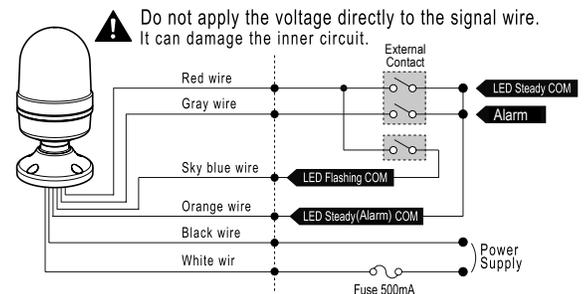 Do not apply the voltage directly to the signal wire.
It can damage the inner circuit.
External
Contact
Red wire
LED Steady COM
Gray wire
Alarm
Sky blue wire
LED Flashing COM
Orange wire
LED Steady(Alarm) COM
Black wire
Power
Supply
White wir
Fuse 500mA